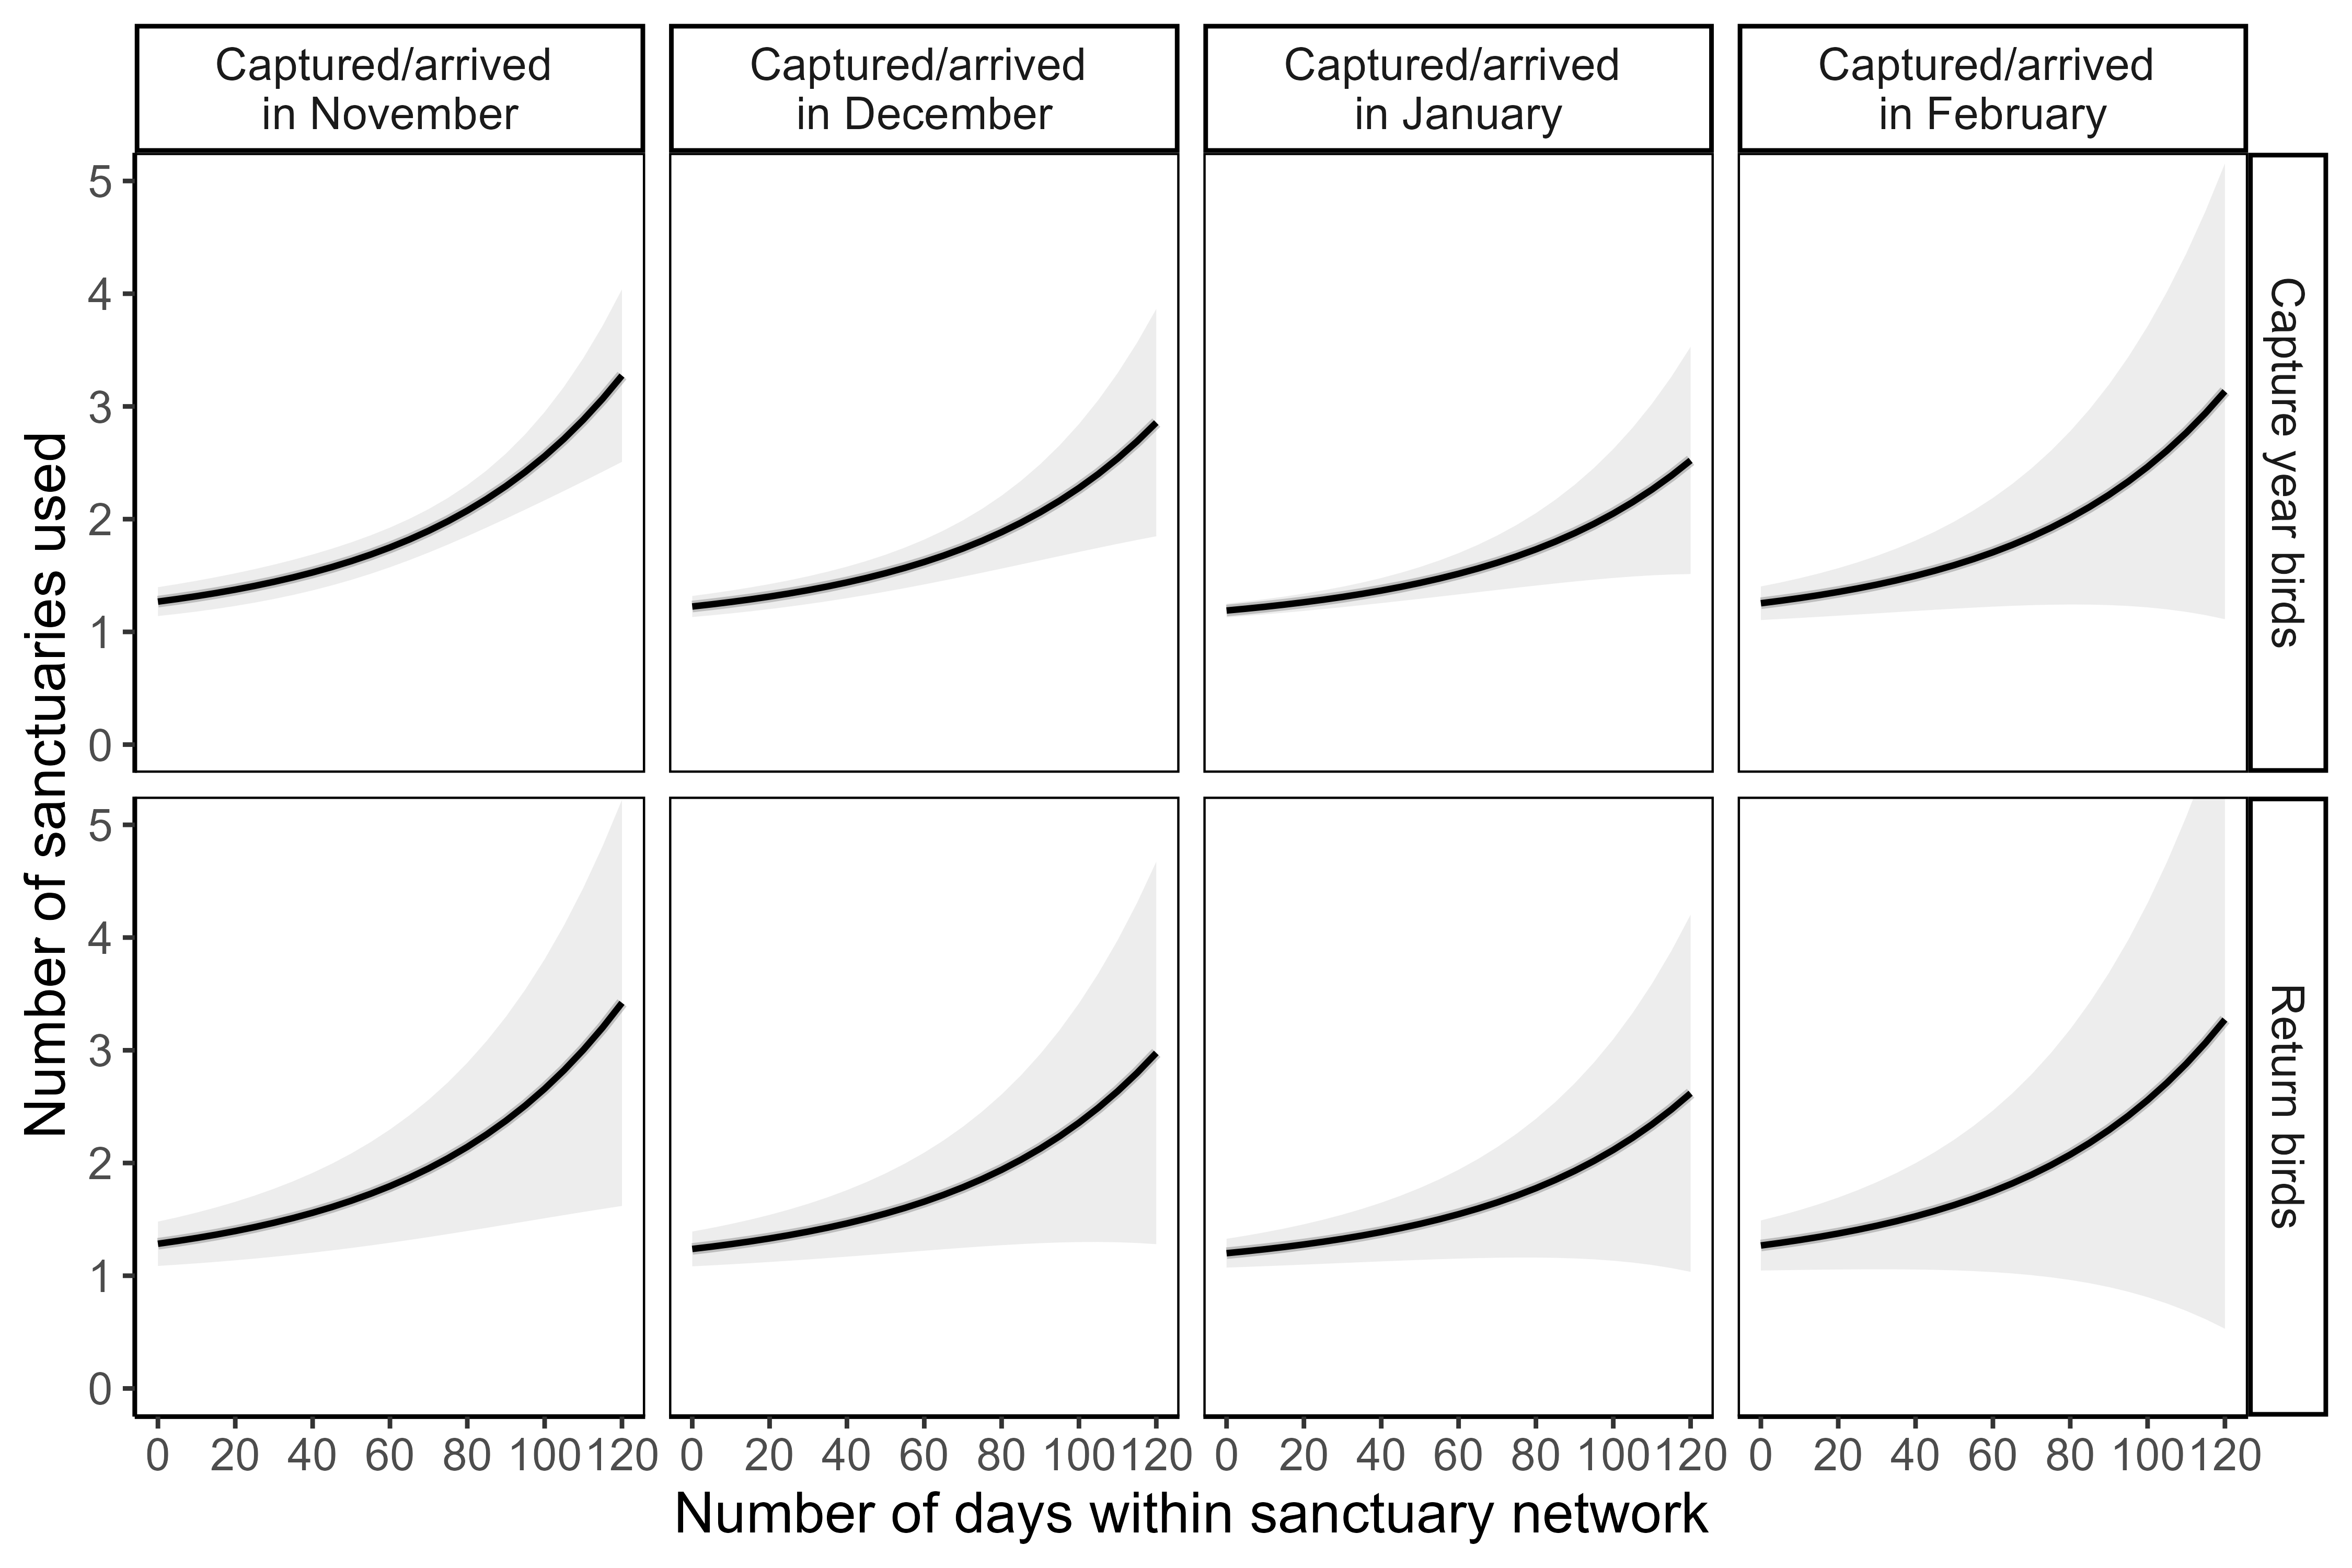 Captured/arrived
in November
Captured/arrived
in December
Captured/arrived
in January
Captured/arrived
in February
Number of sanctuaries used
5
4
3
2
1
0
Capture year birds
5
4
3
2
1
0
Return birds
0 20 40 60 80 100 120
0 20 40 60 80 100 120
0 20 40 60 80 100 120
0 20 40 60 80 100 120
Number of days within sanctuary network